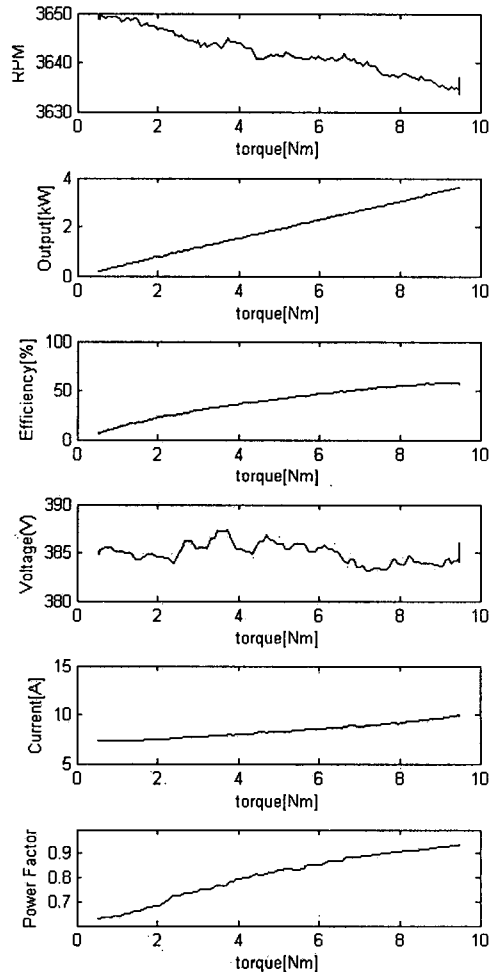 3650
3640
3630
RPM
0 2 4 6 8 10
torque[Nm]
4
2
0
Output[kW]
0 2 4 6 8 10
torque[Nm]
100
50
0
Efficiency[%]
0 2 4 6 8 10
torque[Nm]
390
385
380
Voltage(V)
0 2 4 6 8 10
torque[Nm]
15
10
5
Current[A]
0 2 4 6 8 10
torque[Nm]
0.9
0.8
0.7
Power Factor
0 2 4 6 8 10
torque[Nm]